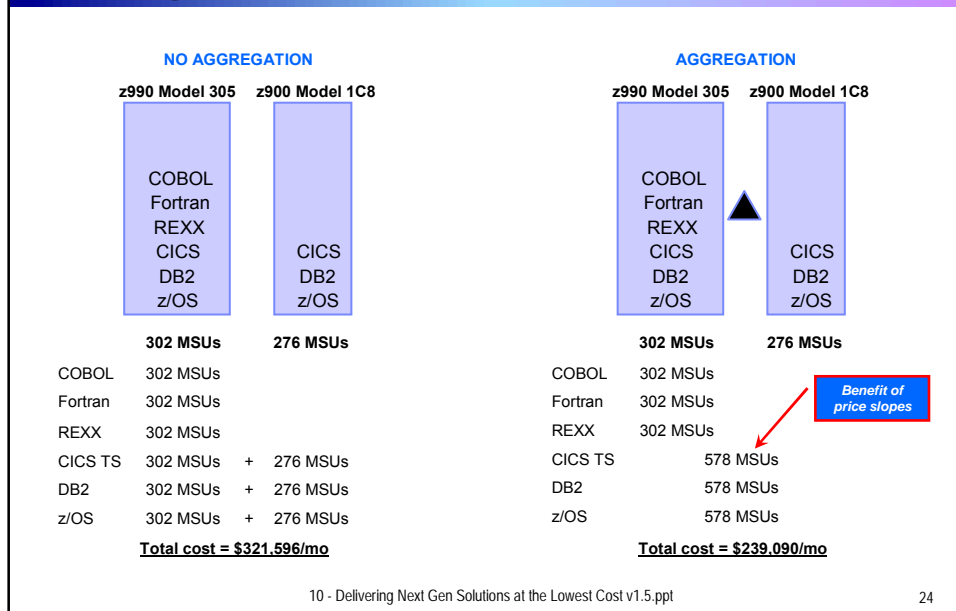 NO AGGREGATION
z990 Model 305 z900 Model 1C8
COBOL
Fortran
REXX
CICS
DB2
z/OS
CICS
DB2
z/OS
302 MSUs 276 MSUs
COBOL 302 MSUs
Fortran 302 MSUs
REXX 302 MSUs
CICS TS 302 MSUs + 276 MSUs
DB2 302 MSUs + 276 MSUs
z/OS 302 MSUs + 276 MSUs
Total cost = $321,596/mo
AGGREGATION
z990 Model 305 z900 Model 1C8
COBOL
Fortran
REXX
CICS
DB2
z/OS
CICS
DB2
z/OS
302 MSUs 276 MSUs
COBOL 302 MSUs
Fortran 302 MSUs
REXX 302 MSUs
CICS TS 578 MSUs
DB2 578 MSUs
z/OS 578 MSUs
Benefit of
price slopes
Total cost = $239,090/mo
10 - Delivering Next Gen Solutions at the Lowest Cost v1.5.ppt 24